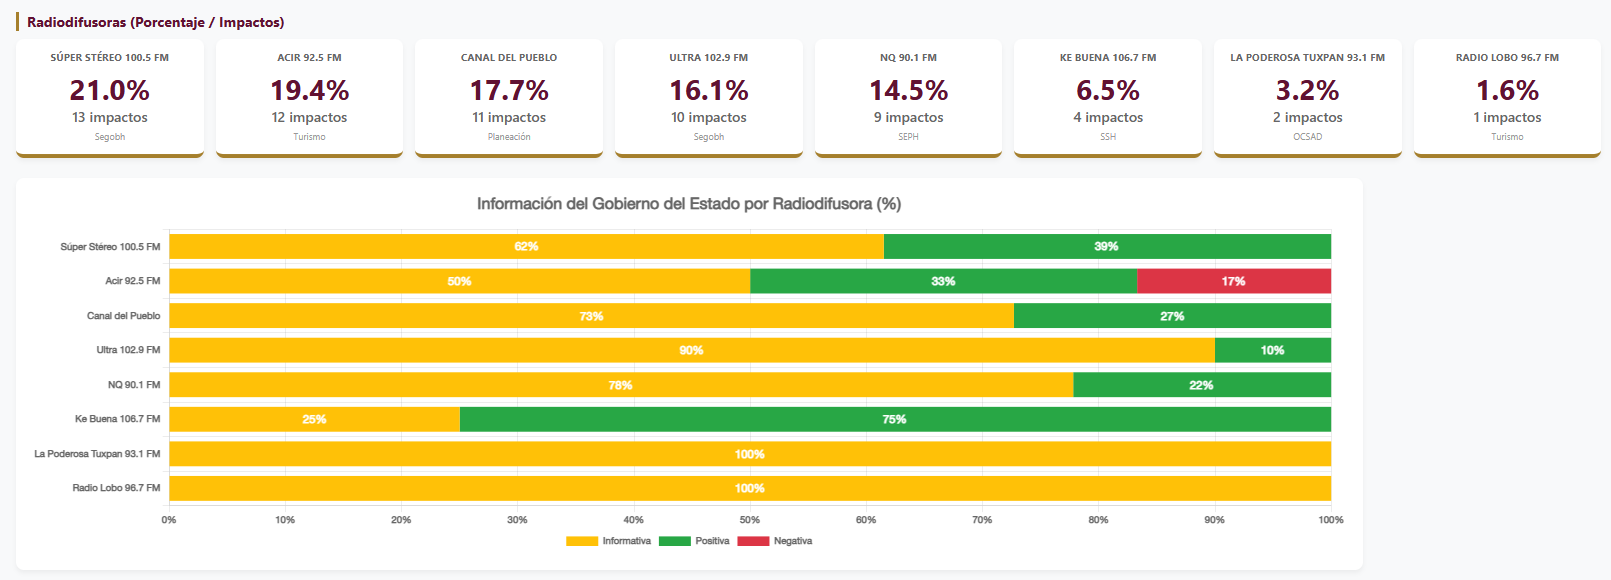 Radiodifusoras (Porcentaje / Impactos)
SÚPER STÉREO 100.5 FM
21.0%
13 impactos
Segobh
ACIR 92.5 FM
19.4%
12 impactos
Turismo
CANAL DEL PUEBLO
17.7%
11 impactos
Planeación
ULTRA 102.9 FM
16.1%
10 impactos
Segobh
NQ 90.1 FM
14.5%
9 impactos
SEPH
KE BUENA 106.7 FM
6.5%
4 impactos
SSH
LA PODEROSA TUXPAN 93.1 FM
3.2%
2 impactos
OCSAD
RADIO LOBO 96.7 FM
1.6%
1 impactos
Turismo
Información del Gobierno del Estado por Radiodifusora (%)
Súper Stéreo 100.5 FM 62% 39%
Acir 92.5 FM 50% 33% 17%
Canal del Pueblo 73% 27%
Ultra 102.9 FM 90% 10%
NQ 90.1 FM 78% 22%
Ke Buena 106.7 FM 25% 75%
La Poderosa Tuxpan 93.1 FM 100%
Radio Lobo 96.7 FM 100%
0% 10% 20% 30% 40% 50% 60% 70% 80% 90% 100%
Informativa Positiva Negativa